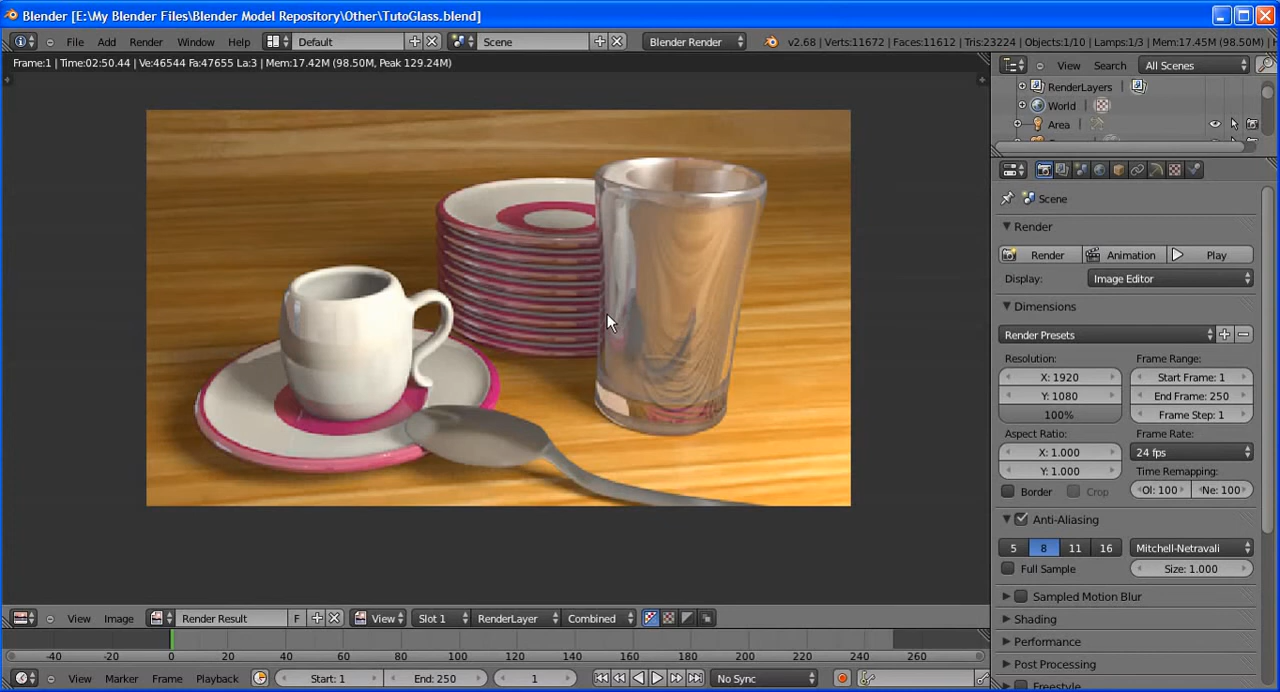 Blender [E:\My Blender Files\Blender Model Repository\Other\TutoGlass.blend]
File Add Render Window Help Default Scene Blender Render v2.68 | Verts:11672 | Faces:11612 | Tris:23224 | Objects:1/10 | Lamps:1/3 | Mem:17.45M (98.50M)
Frame:1 | Time:02:50.44 | Ve:46544 Fa:47655 La:3 | Mem:17.42M (98.50M, Peak 129.24M)
View Search All Scenes
RenderLayers
World
Area
Scene
Render
Render Animation Play
Display: Image Editor
Dimensions
Render Presets
Resolution: Frame Range:
X: 1920 Start Frame: 1
Y: 1080 End Frame: 250
100% Frame Step: 1
Aspect Ratio: Frame Rate:
X: 1.000 24 fps
Y: 1.000 Time Remapping:
Border Crop Ol: 100 Ne: 100
Anti-Aliasing
5 8 11 16 Mitchell-Netravali
Full Sample Size: 1.000
Sampled Motion Blur
Shading
Performance
Post Processing
Freestyle
View Image Render Result F View Slot 1 RenderLayer Combined
-40 -20 0 20 40 60 80 100 120 140 160 180 200 220 240 260
View Marker Frame Playback Start: 1 End: 250 1 No Sync